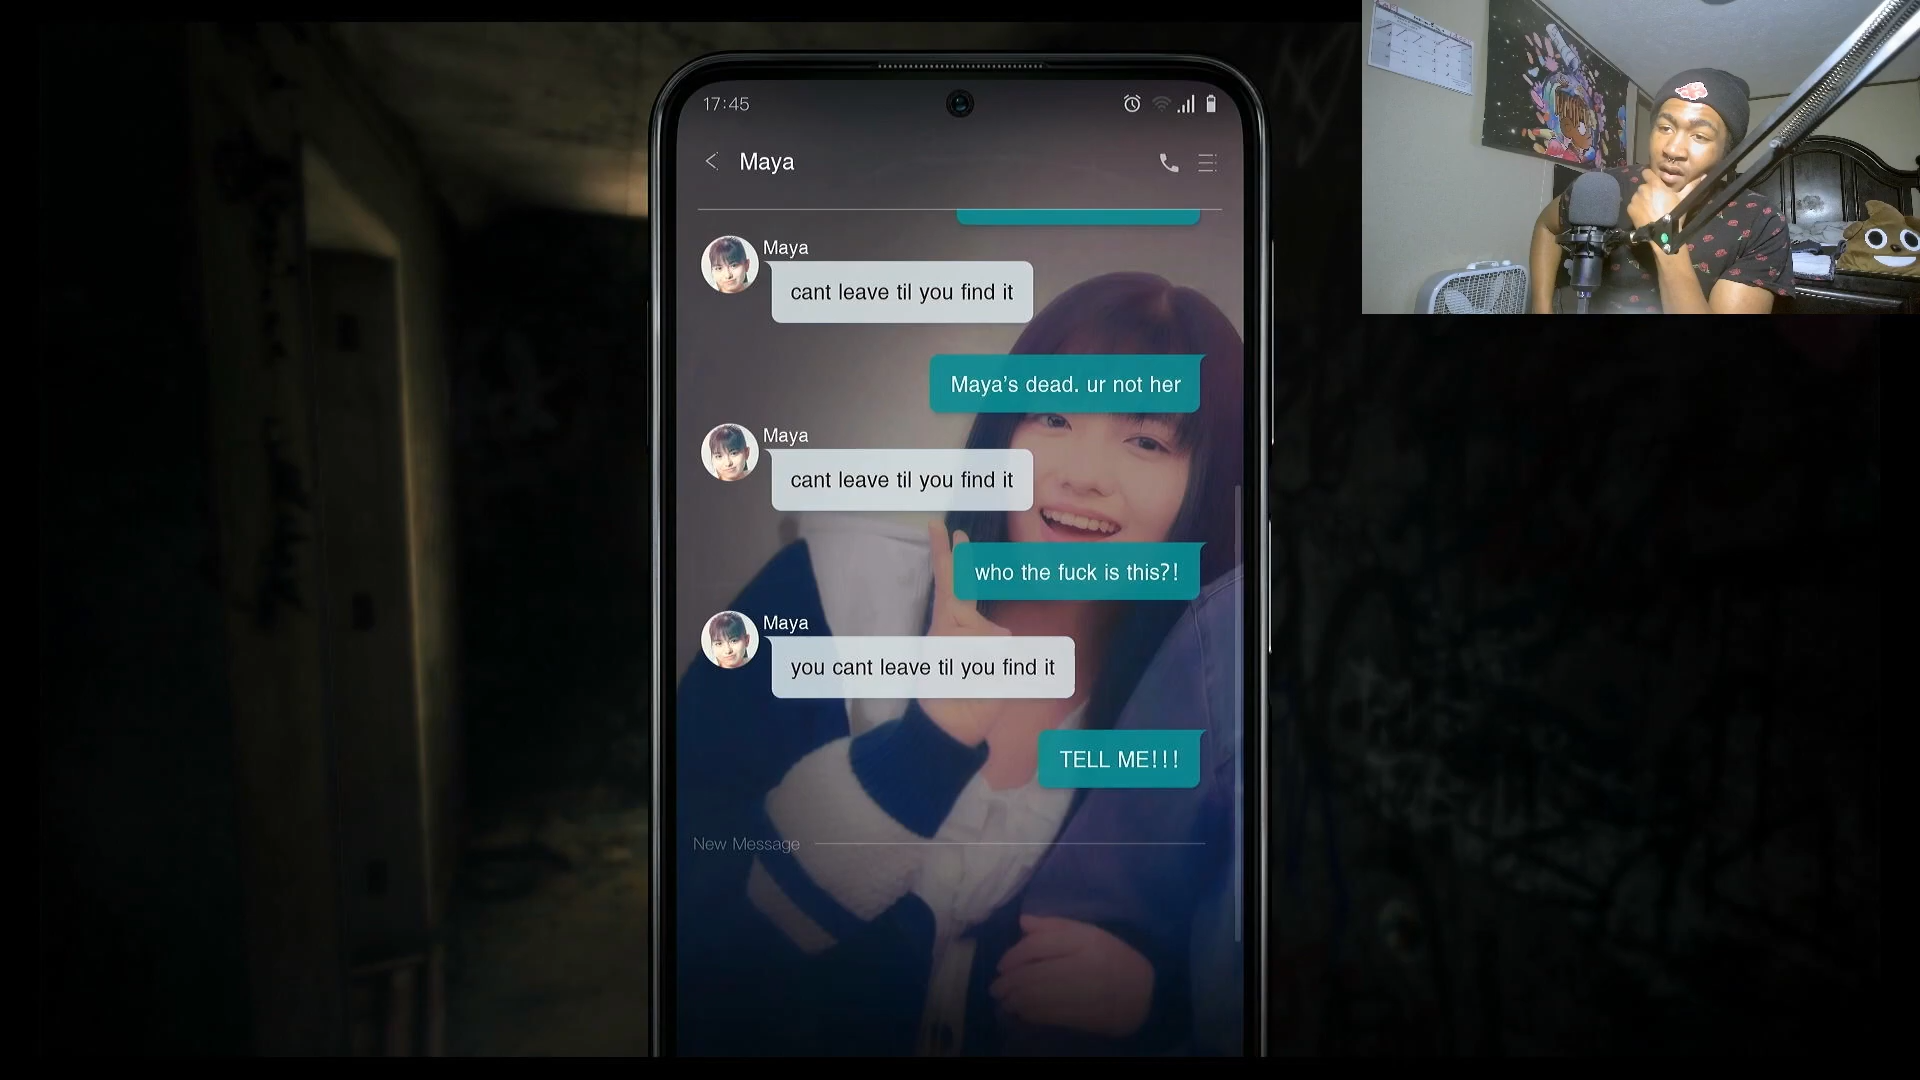 17:45
Maya
Maya
cant leave til you find it
Maya's dead. ur not her
Maya
cant leave til you find it
who the fuck is this?!
Maya
you cant leave til you find it
TELL ME!!!
New Message